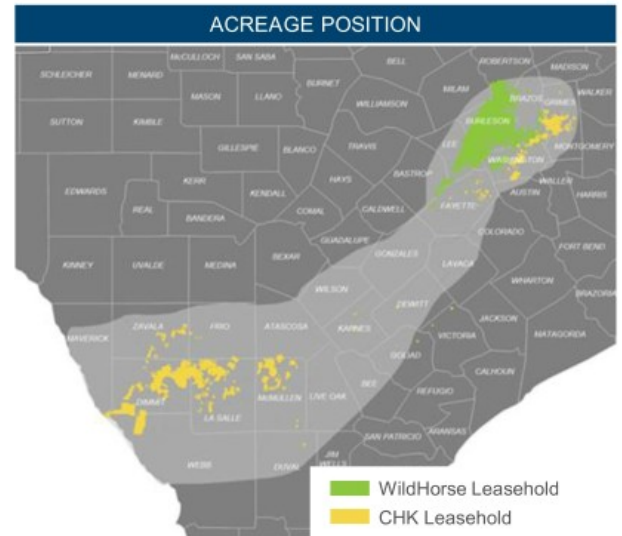 ACREAGE POSITION
McCULLOCH SAN SABA BELL ROBERTSON MADISON
SCHLEICHER MENARD BURNET MILAM BRAZOS GRIMES WALKER
MASON LLANO WILLIAMSON
SUTTON KIMBLE BURLESON
GILLESPIE BLANCO TRAVIS LEE WASHINGTON MONTGOMERY
EDWARDS KERR KENDALL HAYS BASTROP WALLER
REAL BANDERA COMAL CALDWELL FAYETTE AUSTIN HARRIS
GUADALUPE COLORADO
KINNEY UVALDE MEDINA BEXAR GONZALES LAVACA FORT BEND
WILSON WHARTON BRAZORIA
MAVERICK ZAVALA FRIO ATASCOSA KARNES DEWITT JACKSON
VICTORIA MATAGORDA
GOLIAD
DIMMIT LA SALLE McMULLEN LIVE OAK BEE CALHOUN
REFUGIO
SAN PATRICIO ARANSAS
WEBB DUVAL JIM
WELLS
WildHorse Leasehold
CHK Leasehold